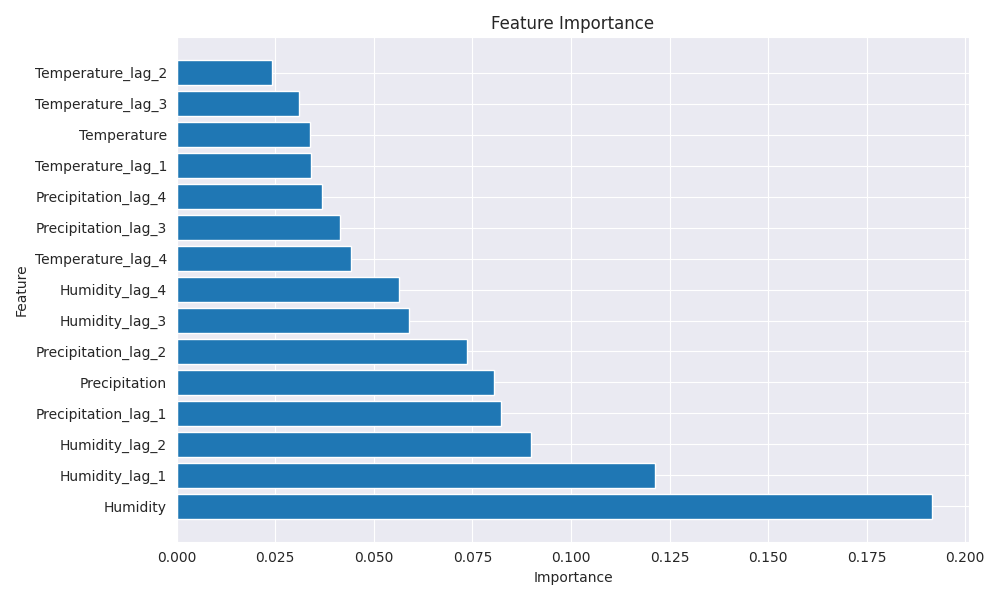 Feature Importance
Temperature_lag_2
Temperature_lag_3
Temperature
Temperature_lag_1
Precipitation_lag_4
Precipitation_lag_3
Temperature_lag_4
Humidity_lag_4
Humidity_lag_3
Precipitation_lag_2
Precipitation
Precipitation_lag_1
Humidity_lag_2
Humidity_lag_1
Humidity
Feature
0.000 0.025 0.050 0.075 0.100 0.125 0.150 0.175 0.200
Importance